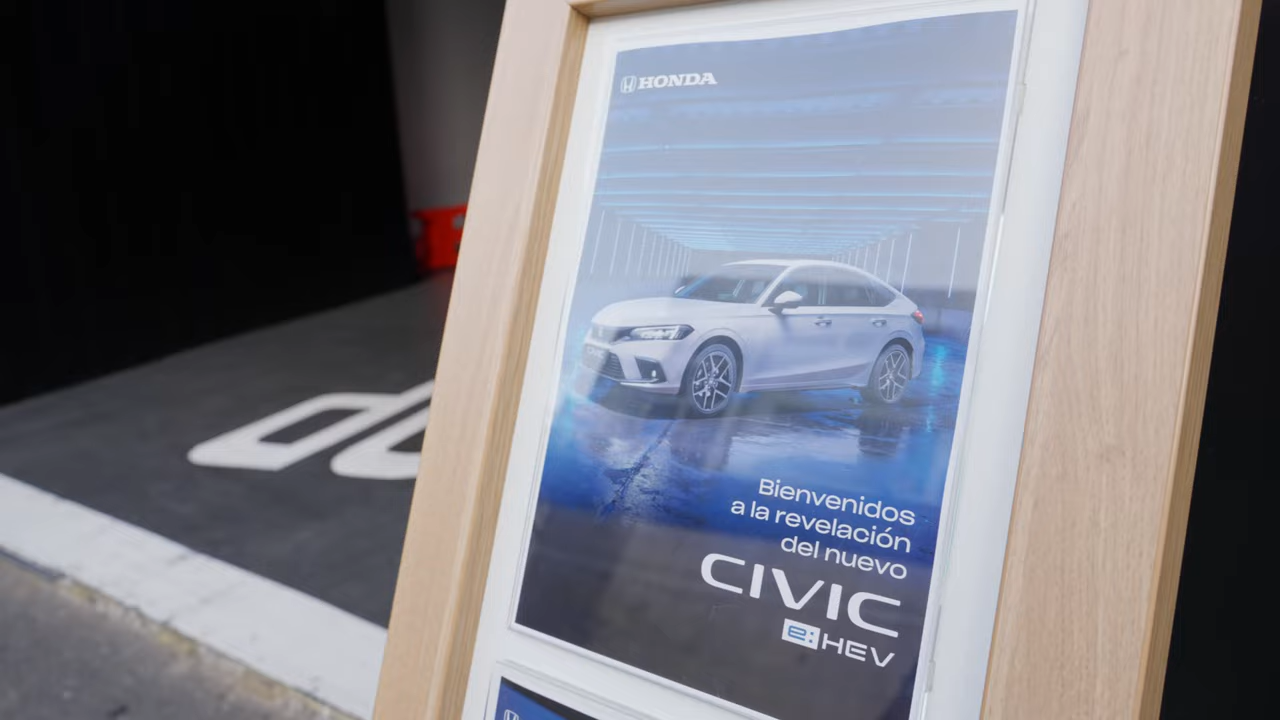 HONDA
Bienvenidos
a la revelación
del nuevo
CIVIC
e:HEV